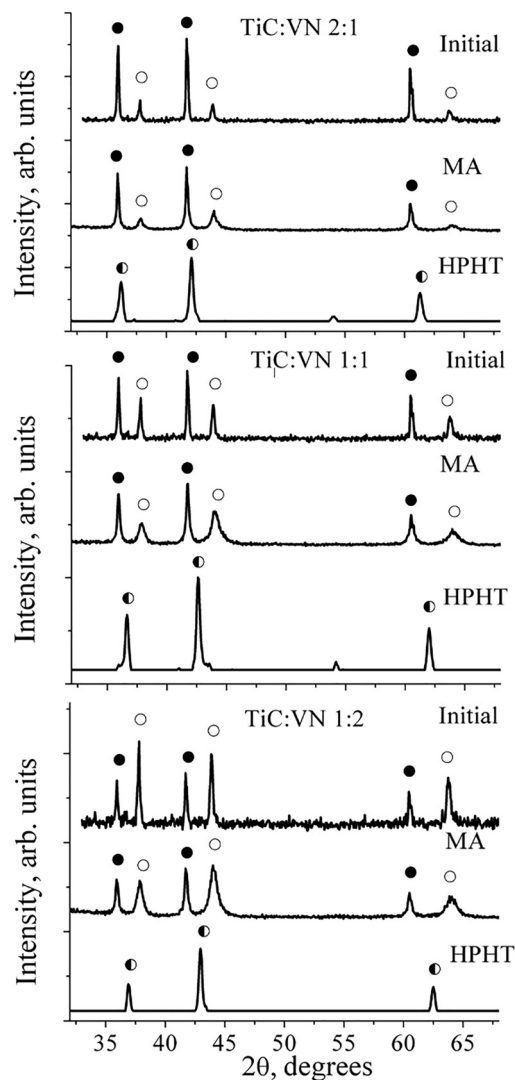 TiC:VN 2:1
Initial
MA
HPHT
Intensity, arb. units
TiC:VN 1:1
Initial
MA
HPHT
Intensity, arb. units
TiC:VN 1:2
Initial
MA
HPHT
Intensity, arb. units
35 40 45 50 55 60 65
2θ, degrees